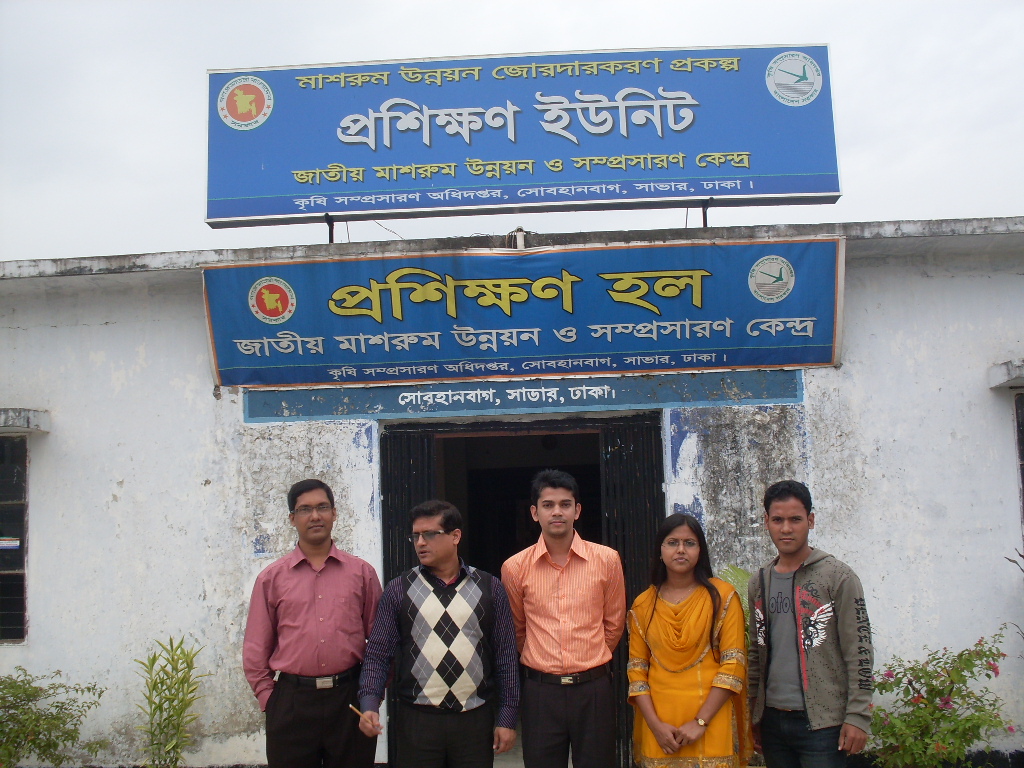 মাশরুম উন্নয়ন জোরদারকরণ প্রকল্প
প্রশিক্ষণ ইউনিট
জাতীয় মাশরুম উন্নয়ন ও সম্প্রসারণ কেন্দ্র
কৃষি সম্প্রসারণ অধিদপ্তর, সোবহানবাগ, সাভার, ঢাকা।
প্রশিক্ষণ হল
জাতীয় মাশরুম উন্নয়ন ও সম্প্রসারণ কেন্দ্র
কৃষি সম্প্রসারণ অধিদপ্তর, সোবহানবাগ, সাভার, ঢাকা।
সোবহানবাগ, সাভার, ঢাকা।